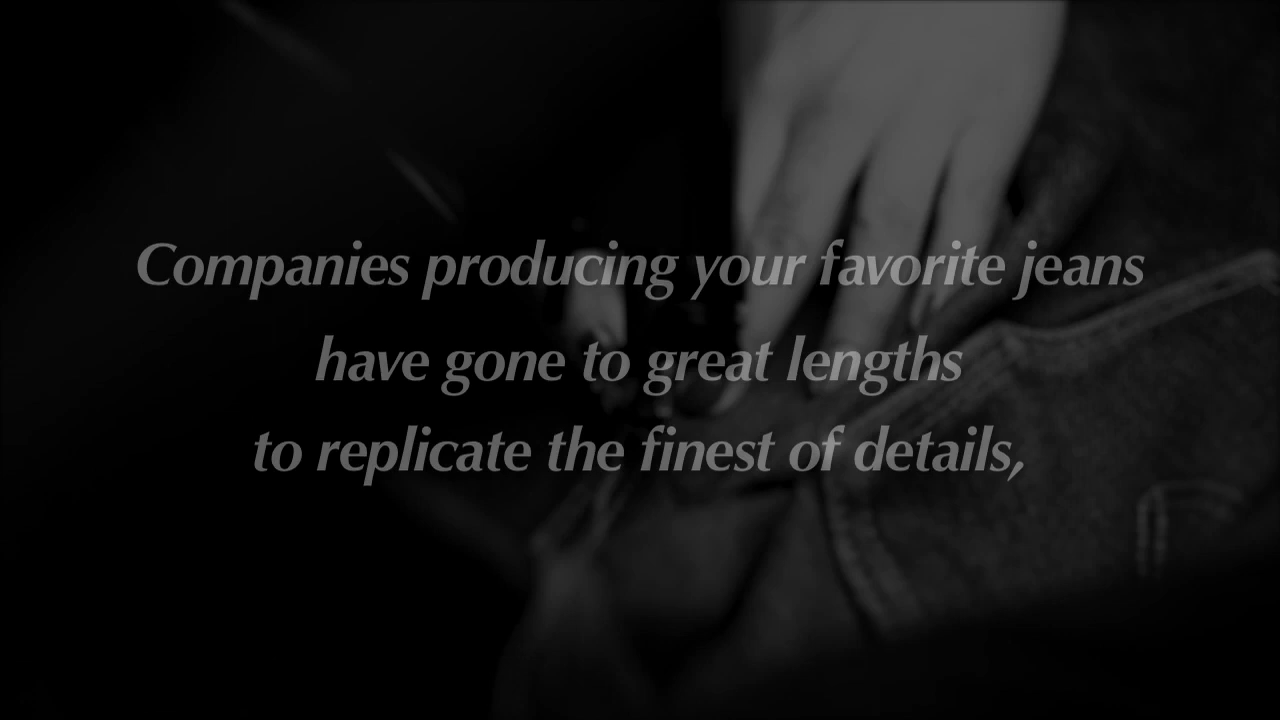 Companies producing your favorite jeans
have gone to great lengths
to replicate the finest of details,